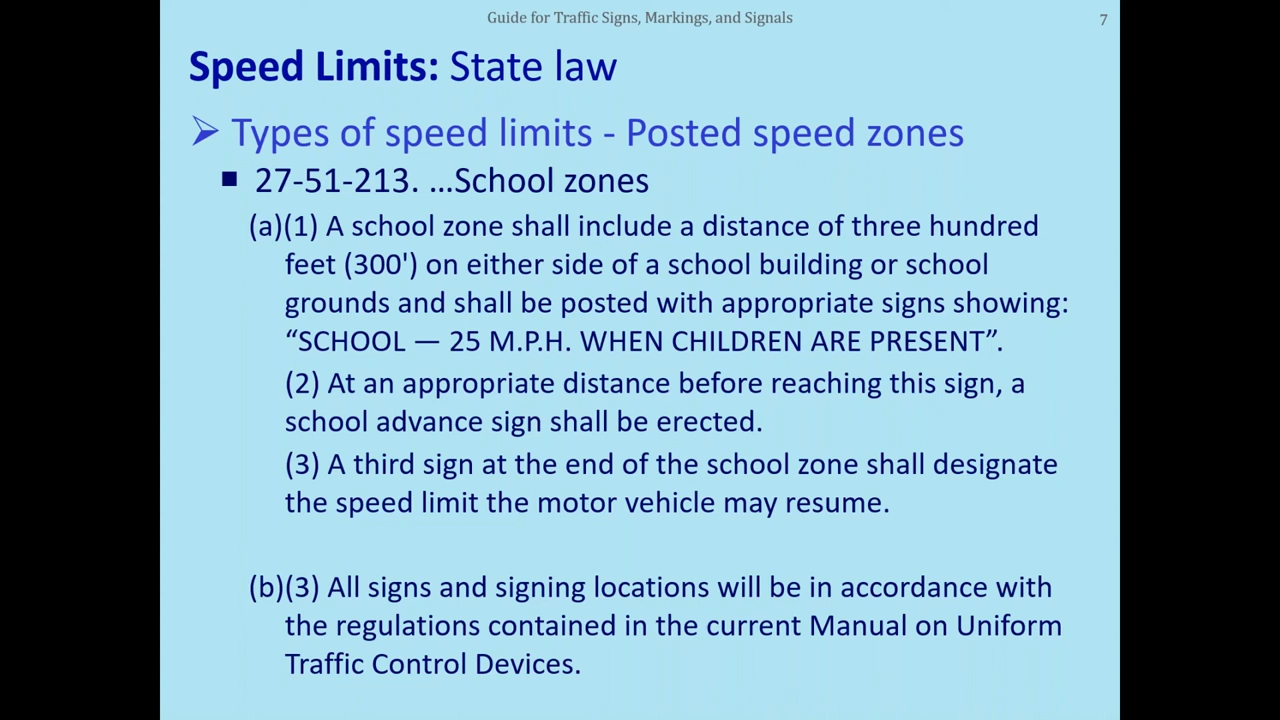 Guide for Traffic Signs, Markings, and Signals
7
Speed Limits: State law
➢ Types of speed limits - Posted speed zones
■ 27-51-213. …School zones
(a)(1) A school zone shall include a distance of three hundred
feet (300') on either side of a school building or school
grounds and shall be posted with appropriate signs showing:
“SCHOOL — 25 M.P.H. WHEN CHILDREN ARE PRESENT”.
(2) At an appropriate distance before reaching this sign, a
school advance sign shall be erected.
(3) A third sign at the end of the school zone shall designate
the speed limit the motor vehicle may resume.
(b)(3) All signs and signing locations will be in accordance with
the regulations contained in the current Manual on Uniform
Traffic Control Devices.